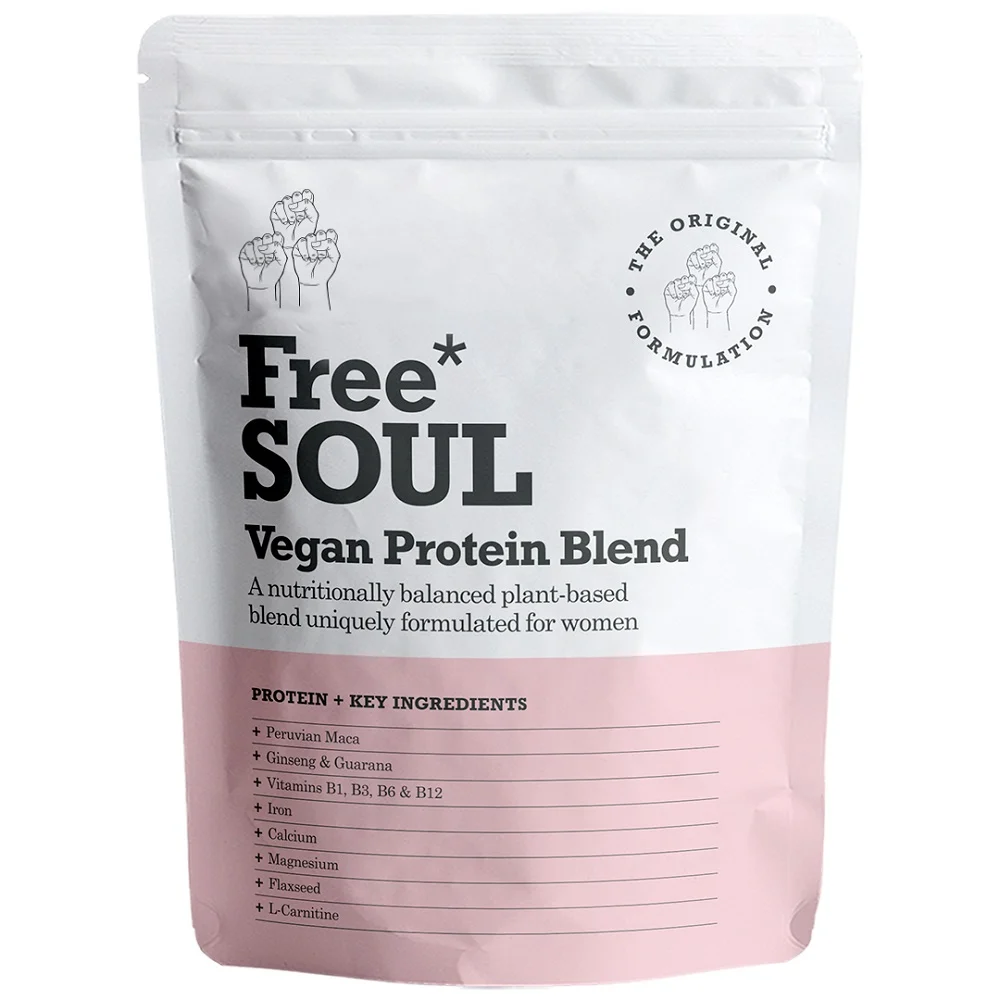 THE ORIGINAL
FORMULATION
Free*
SOUL
Vegan Protein Blend
A nutritionally balanced plant-based
blend uniquely formulated for women
PROTEIN + KEY INGREDIENTS
+ Peruvian Maca
+ Ginseng & Guarana
+ Vitamins B1, B3, B6 & B12
+ Iron
+ Calcium
+ Magnesium
+ Flaxseed
+ L-Carnitine